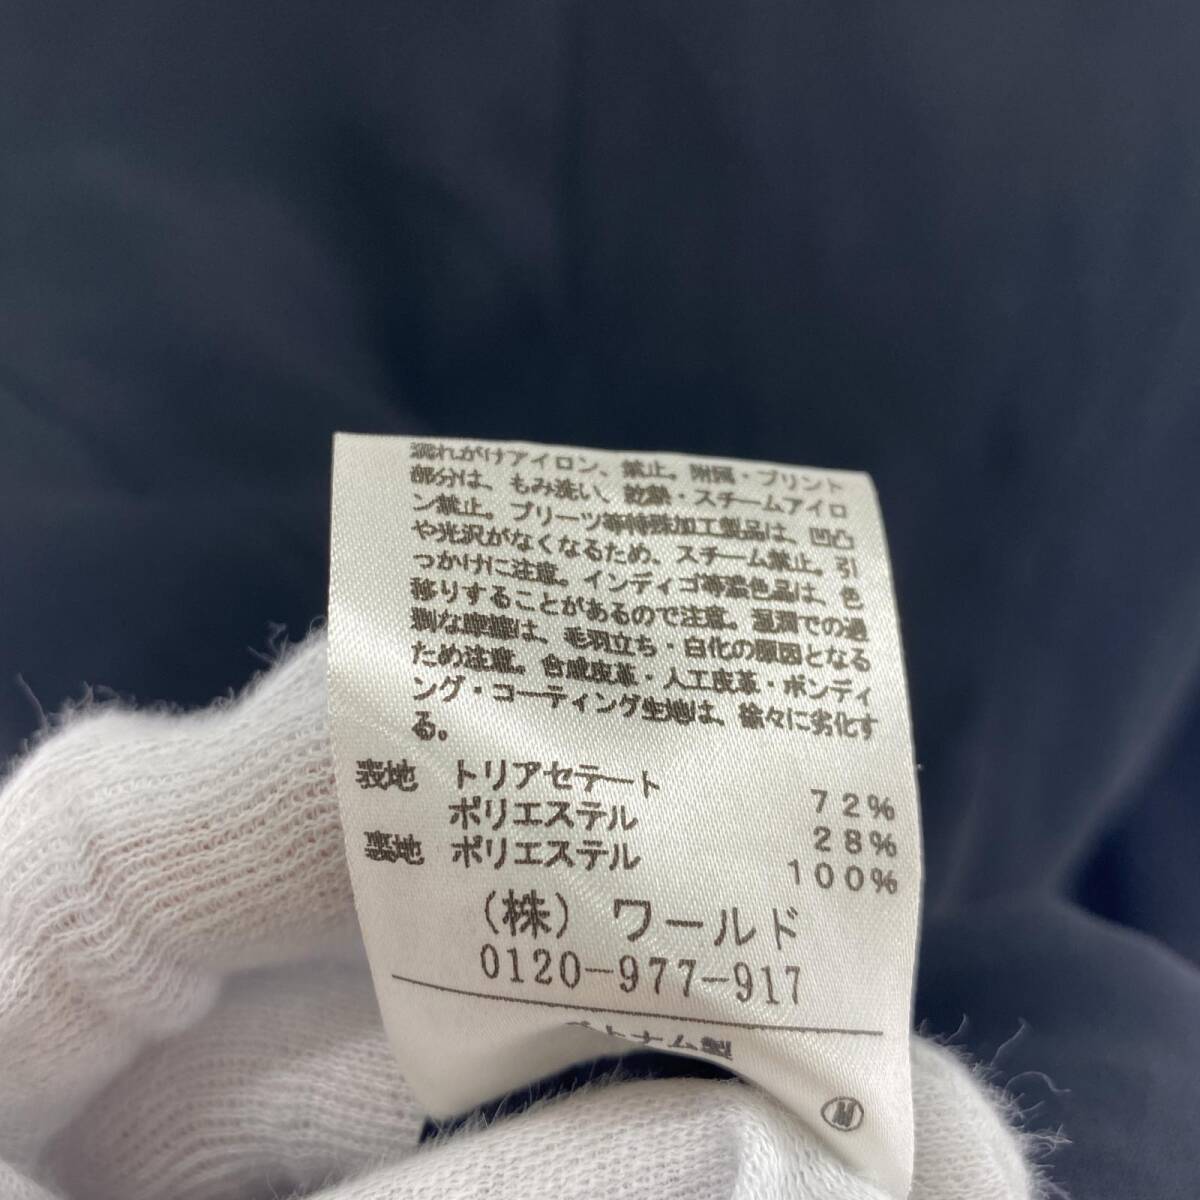 濡れがけアイロン、禁止。附属・プリント
部分は、もみ洗い、乾燥・スチームアイロ
ン禁止。プリーツ等特殊加工製品は、凹凸
や光沢がなくなるため、スチーム禁止。引
っかけに注意。インディゴ等濃色品は、色
移りすることがあるので注意。湿潤での過
剰な摩擦は、毛羽立ち・白化の原因となる
ため注意。合成皮革・人工皮革・ボンディ
ング・コーティング生地は、徐々に劣化す
る。
表地 トリアセテート 72%
ポリエステル 28%
裏地 ポリエステル 100%
(株) ワールド
0120-977-917
ベトナム製
M